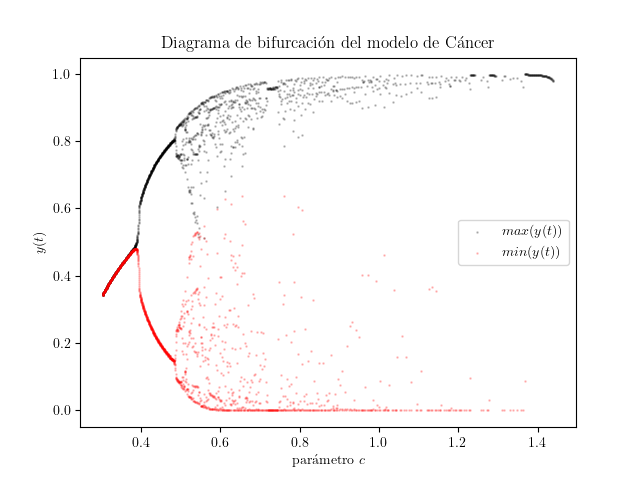 Diagrama de bifurcación del modelo de Cáncer
1.0
0.8
0.6
0.4
0.2
0.0
y(t)
max(y(t))
min(y(t))
0.4 0.6 0.8 1.0 1.2 1.4
parámetro c